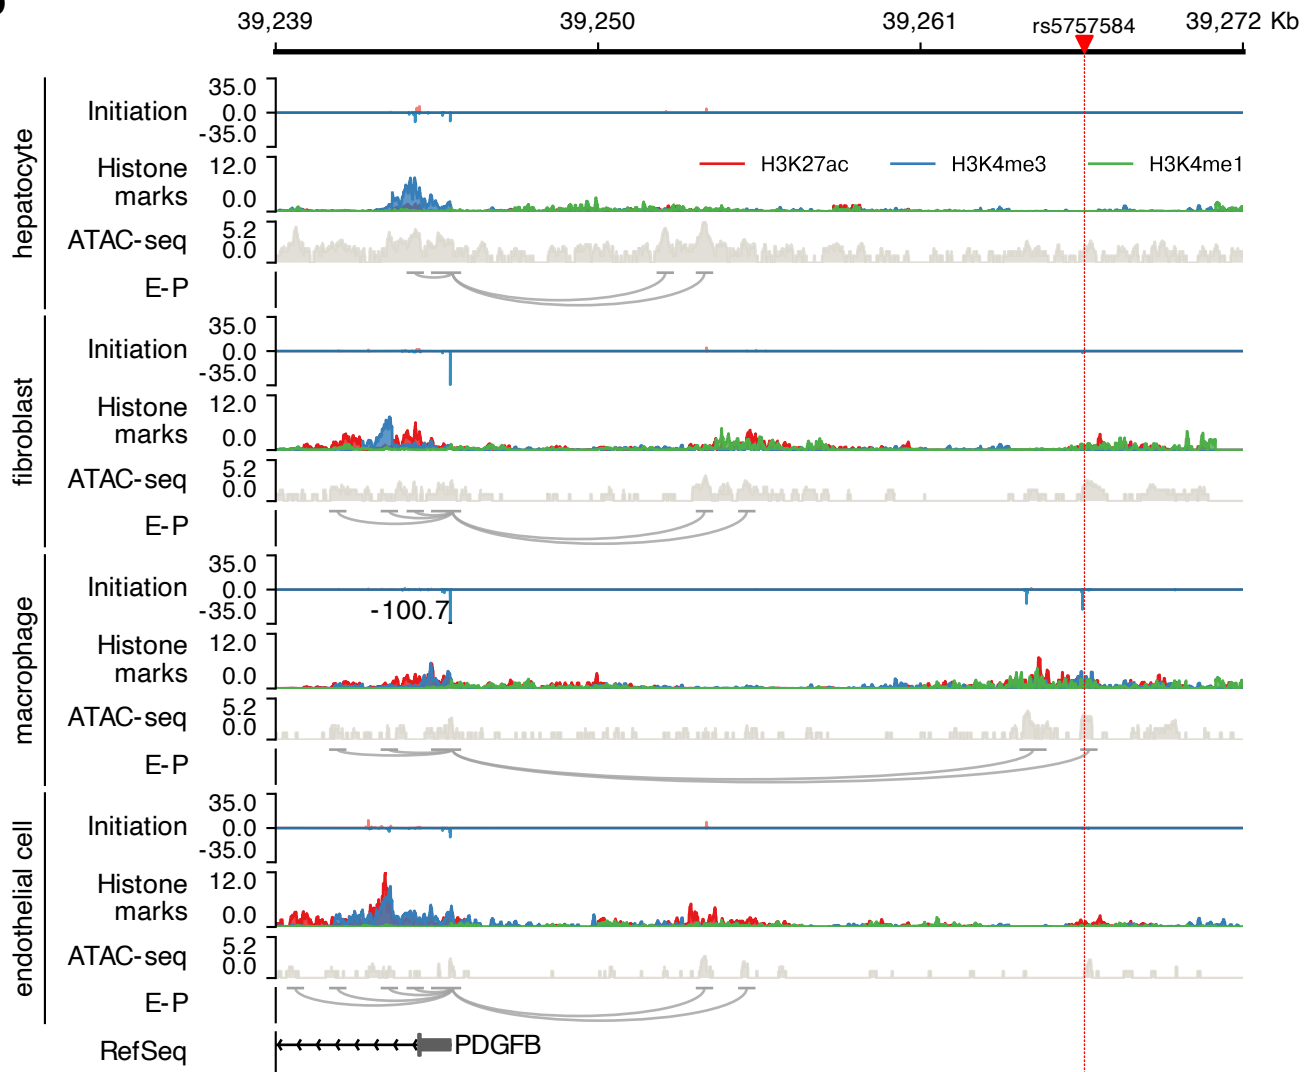 39,239 39,250 39,261 rs5757584 39,272 Kb
hepatocyte
Initiation 35.0 0.0 -35.0
Histone marks 12.0 0.0
H3K27ac H3K4me3 H3K4me1
ATAC-seq 5.2 0.0
E-P
fibroblast
Initiation 35.0 0.0 -35.0
Histone marks 12.0 0.0
ATAC-seq 5.2 0.0
E-P
macrophage
Initiation 35.0 0.0 -35.0
-100.7
Histone marks 12.0 0.0
ATAC-seq 5.2 0.0
E-P
endothelial cell
Initiation 35.0 0.0 -35.0
Histone marks 12.0 0.0
ATAC-seq 5.2 0.0
E-P
RefSeq PDGFB